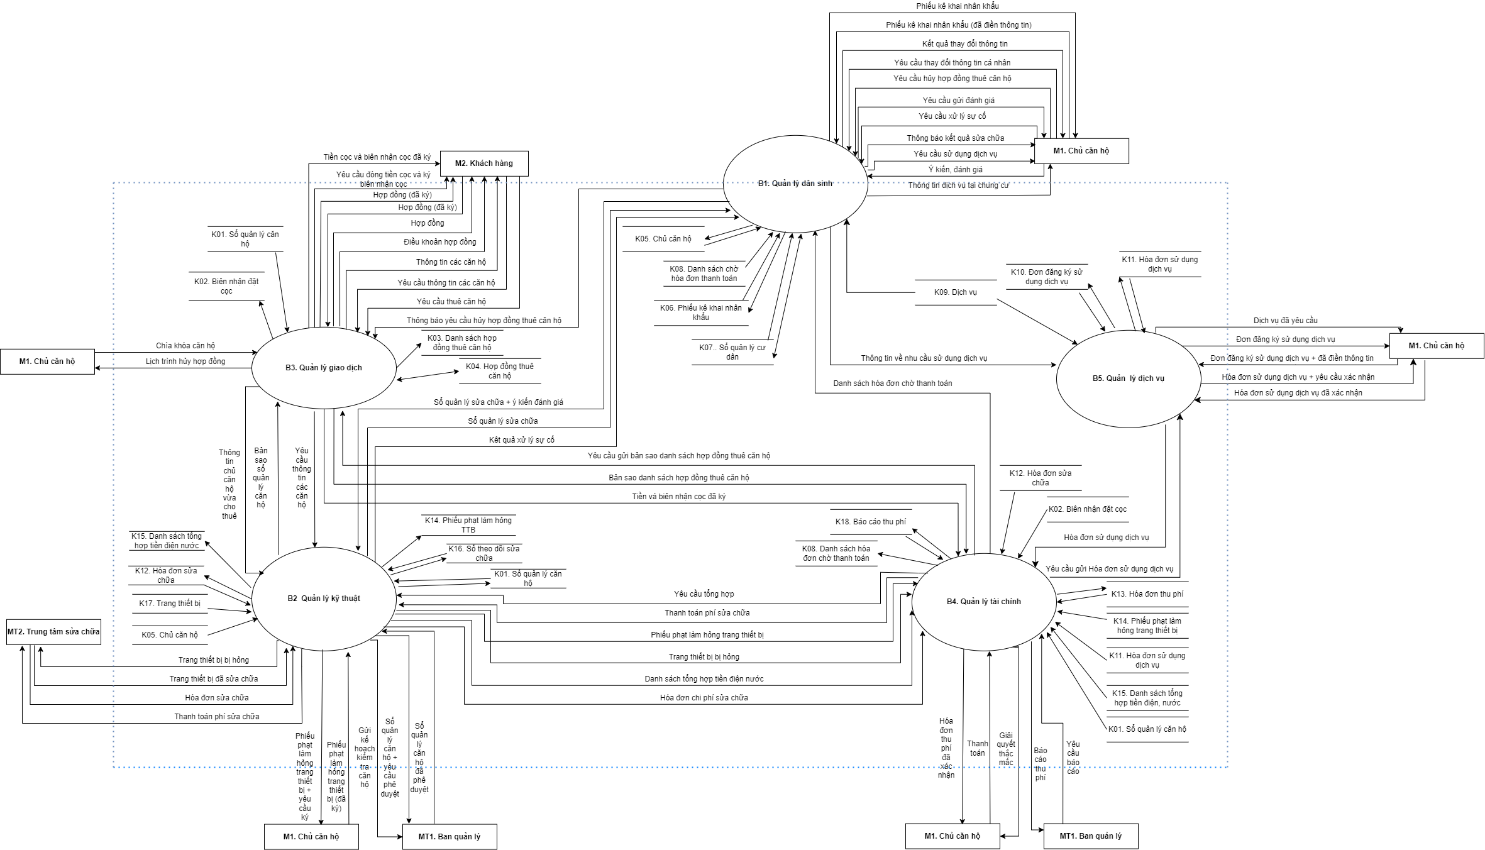 Phiếu kê khai nhân khẩu
Phiếu kê khai nhân khẩu (đã điền thông tin)
Kết quả thay đổi thông tin
Yêu cầu thay đổi thông tin cá nhân
Yêu cầu hủy hợp đồng thuê căn hộ
Yêu cầu gửi đánh giá
Yêu cầu xử lý sự cố
Thông báo kết quả sửa chữa
Yêu cầu sử dụng dịch vụ
Ý kiến, đánh giá
Thông tin dịch vụ tại chung cư
M1. Chủ căn hộ
B1. Quản lý dân sinh
Tiền cọc và biên nhận cọc đã ký
M2. Khách hàng
Yêu cầu đóng tiền cọc và ký
biên nhận cọc
Hợp đồng (đã ký)
Hợp đồng (đã ký)
Hợp đồng
Điều khoản hợp đồng
Thông tin các căn hộ
Yêu cầu thông tin các căn hộ
Yêu cầu thuê căn hộ
Thông báo yêu cầu hủy hợp đồng thuê căn hộ
K01. Sổ quản lý căn
hộ
K02. Biên nhận đặt
cọc
K05. Chủ căn hộ
K08. Danh sách chờ
hóa đơn thanh toán
K06. Phiếu kê khai nhân
khẩu
K07. Sổ quản lý cư
dân
K09. Dịch vụ
K10. Đơn đăng ký sử
dụng dịch vụ
K11. Hóa đơn sử dụng
dịch vụ
M1. Chủ căn hộ
Chìa khóa căn hộ
Lịch trình hủy hợp đồng
B3. Quản lý giao dịch
K03. Danh sách hợp
đồng thuê căn hộ
K04. Hợp đồng thuê
căn hộ
Thông tin về nhu cầu sử dụng dịch vụ
Danh sách hóa đơn chờ thanh toán
B5. Quản lý dịch vụ
Dịch vụ đã yêu cầu
Đơn đăng ký sử dụng dịch vụ
Đơn đăng ký sử dụng dịch vụ + đã điền thông tin
Hóa đơn sử dụng dịch vụ + yêu cầu xác nhận
Hóa đơn sử dụng dịch vụ đã xác nhận
M1. Chủ căn hộ
Sổ quản lý sửa chữa + ý kiến đánh giá
Sổ quản lý sửa chữa
Kết quả xử lý sự cố
Yêu cầu gửi bản sao danh sách hợp đồng thuê căn hộ
Bản sao danh sách hợp đồng thuê căn hộ
Tiền và biên nhận cọc đã ký
Thông
tin
chủ
căn
hộ
vừa
cho
thuê
Bản
sao
sổ
quản
lý
căn
hộ
Yêu
cầu
thông
tin
các
căn
hộ
K15. Danh sách tổng
hợp tiền điện nước
K12. Hóa đơn sửa
chữa
K17. Trang thiết bị
K05. Chủ căn hộ
B2 Quản lý kỹ thuật
K14. Phiếu phạt làm hỏng
TTB
K16. Sổ theo dõi sửa
chữa
K01. Sổ quản lý căn
hộ
K18. Báo cáo thu phí
K08. Danh sách hóa
đơn chờ thanh toán
K12. Hóa đơn sửa
chữa
K02. Biên nhận đặt cọc
Hóa đơn sử dụng dịch vụ
Yêu cầu gửi Hóa đơn sử dụng dịch vụ
B4. Quản lý tài chính
K13. Hóa đơn thu phí
K14. Phiếu phạt làm
hỏng trang thiết bị
K11. Hóa đơn sử dụng
dịch vụ
K15. Danh sách tổng
hợp tiền điện, nước
K01. Sổ quản lý căn hộ
Yêu cầu tổng hợp
Thanh toán phí sửa chữa
Phiếu phạt làm hỏng trang thiết bị
Trang thiết bị bị hỏng
Danh sách tổng hợp tiền điện nước
Hóa đơn chi phí sửa chữa
MT2. Trung tâm sửa chữa
Trang thiết bị bị hỏng
Trang thiết bị đã sửa chữa
Hóa đơn sửa chữa
Thanh toán phí sửa chữa
Phiếu
phạt
làm
hỏng
trang
thiết
bị +
yêu
cầu
ký
Phiếu
phạt
làm
hỏng
trang
thiết
bị (đã
ký)
Gửi
kế
hoạch
kiểm
tra căn
hộ
Sổ
quản
lý
căn
hộ +
yêu
cầu
phê
duyệt
Sổ
quản
lý
căn
hộ
đã
phê
duyệt
Hóa
đơn
thu
phí
đã
xác
nhận
Thanh
toán
Giải
quyết
thắc
mắc
Báo
cáo
thu
phí
Yêu
cầu
báo
cáo
M1. Chủ căn hộ
MT1. Ban quản lý
M1. Chủ căn hộ
MT1. Ban quản lý